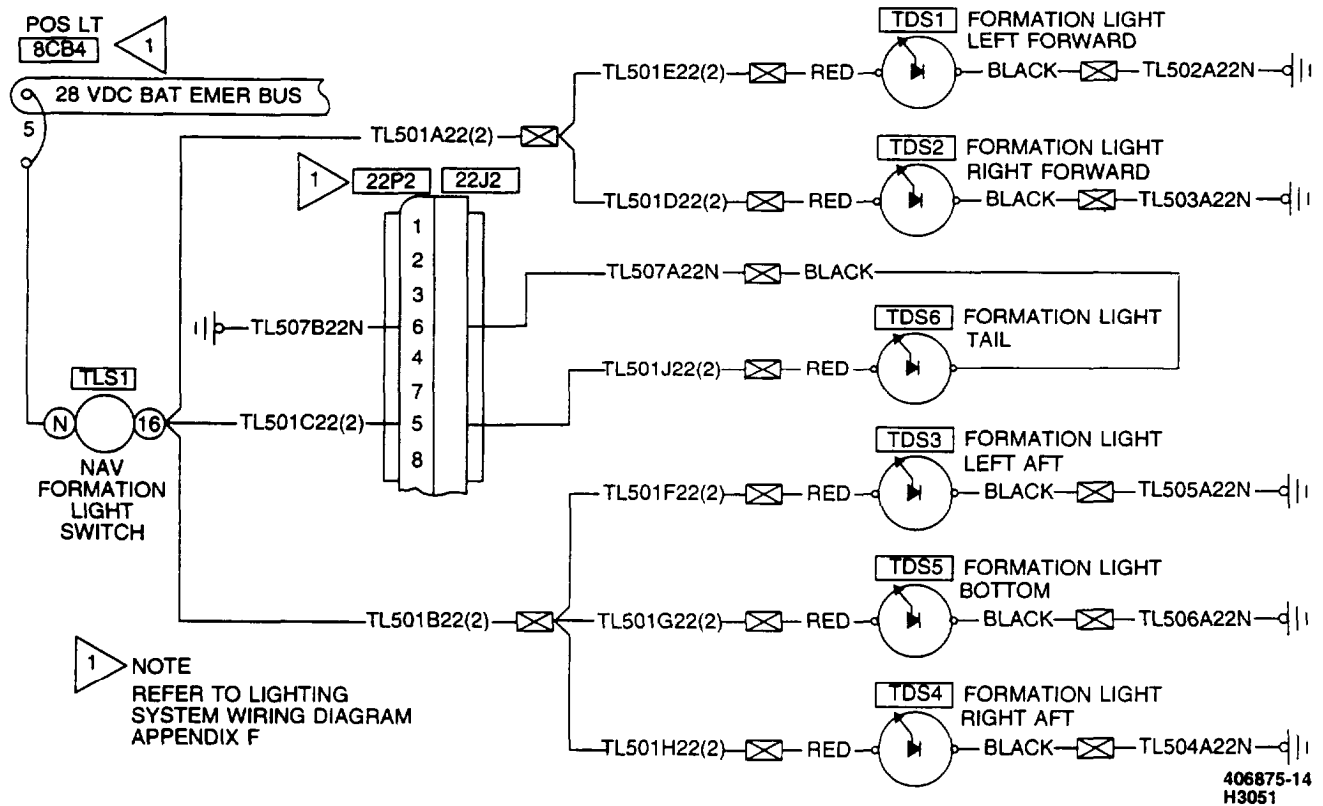 POS LT
8CB4
1
28 VDC BAT EMER BUS
5
TL501A22(2)
TL501E22(2)
RED
TDS1
FORMATION LIGHT
LEFT FORWARD
BLACK
TL502A22N
TL501D22(2)
RED
TDS2
FORMATION LIGHT
RIGHT FORWARD
BLACK
TL503A22N
1
22P2
22J2
1
2
3
6
4
7
5
8
TL507B22N
TL507A22N
BLACK
TL501J22(2)
RED
TDS6
FORMATION LIGHT
TAIL
TLS1
N
16
NAV
FORMATION
LIGHT
SWITCH
TL501C22(2)
TL501F22(2)
RED
TDS3
FORMATION LIGHT
LEFT AFT
BLACK
TL505A22N
TL501B22(2)
TL501G22(2)
RED
TDS5
FORMATION LIGHT
BOTTOM
BLACK
TL506A22N
TL501H22(2)
RED
TDS4
FORMATION LIGHT
RIGHT AFT
BLACK
TL504A22N
1
NOTE
REFER TO LIGHTING
SYSTEM WIRING DIAGRAM
APPENDIX F
406875-14
H3051